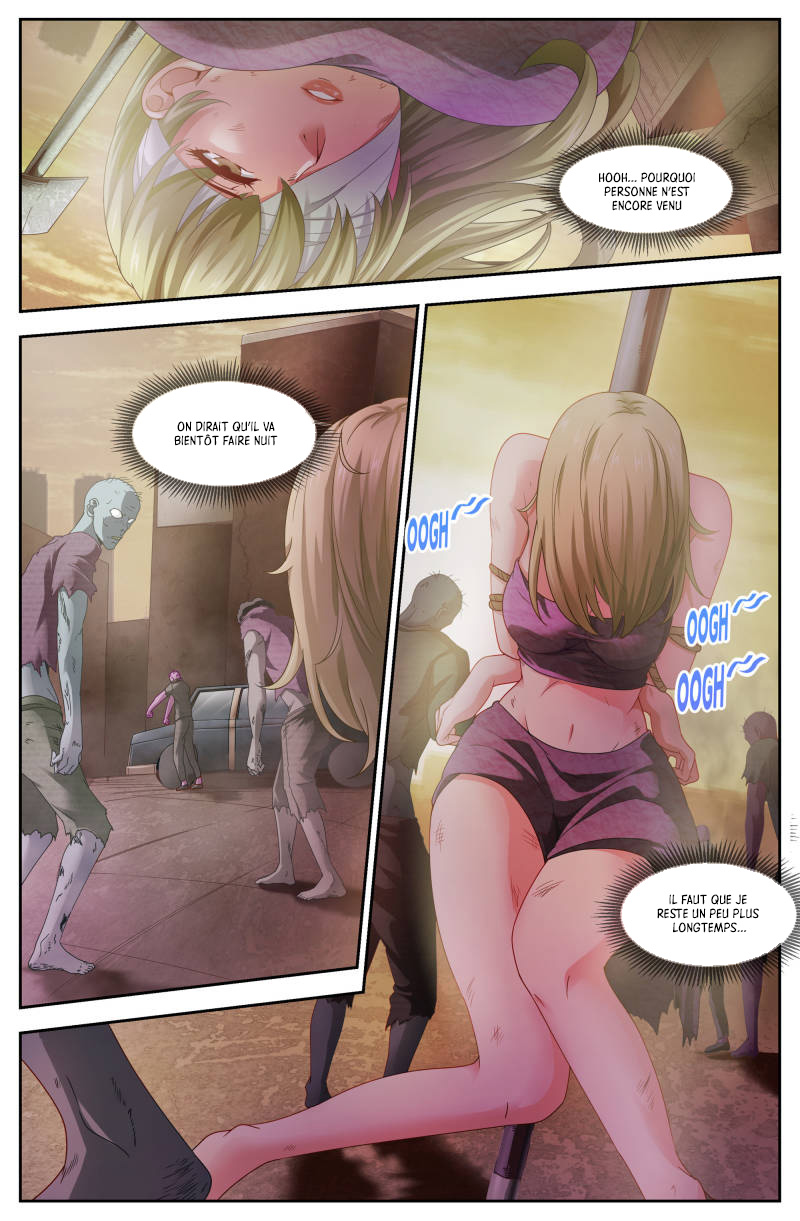 HOOH... POURQUOI
PERSONNE N'EST
ENCORE VENU
ON DIRAIT QU'IL VA
BIENTÔT FAIRE NUIT
OOGH
OOGH
OOGH
IL FAUT QUE JE
RESTE UN PEU PLUS
LONGTEMPS...